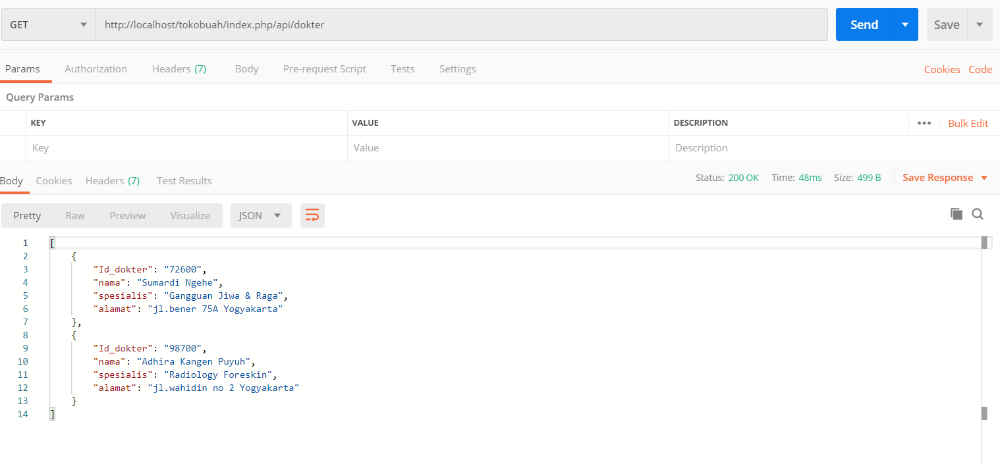 GET http://localhost/tokobuah/index.php/api/dokter Send Save
Params Authorization Headers (7) Body Pre-request Script Tests Settings Cookies Code
Query Params
KEY VALUE DESCRIPTION ••• Bulk Edit
Key Value Description
Body Cookies Headers (7) Test Results Status: 200 OK Time: 48ms Size: 499 B Save Response
Pretty Raw Preview Visualize JSON
1 [
2 {
3 "Id_dokter": "72600",
4 "nama": "Sumardi Ngehe",
5 "spesialis": "Gangguan Jiwa & Raga",
6 "alamat": "jl.bener 75A Yogyakarta"
7 },
8 {
9 "Id_dokter": "98700",
10 "nama": "Adhira Kangen Puyuh",
11 "spesialis": "Radiology Foreskin",
12 "alamat": "jl.wahidin no 2 Yogyakarta"
13 }
14 ]